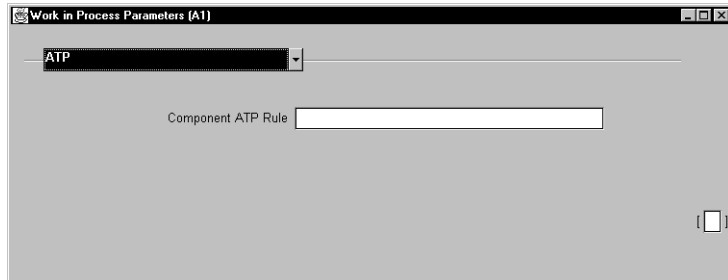 Work in Process Parameters (A1)
ATP
Component ATP Rule
[ ]